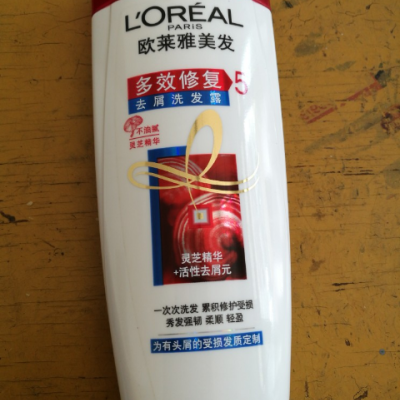 L'ORÉAL
PARIS
欧莱雅美发
多效修复 5
去屑洗发露
不油腻
灵芝精华
灵芝精华
+活性去屑元
一次次洗发 累积修护受损
秀发强韧 柔顺 轻盈
为有头屑的受损发质定制